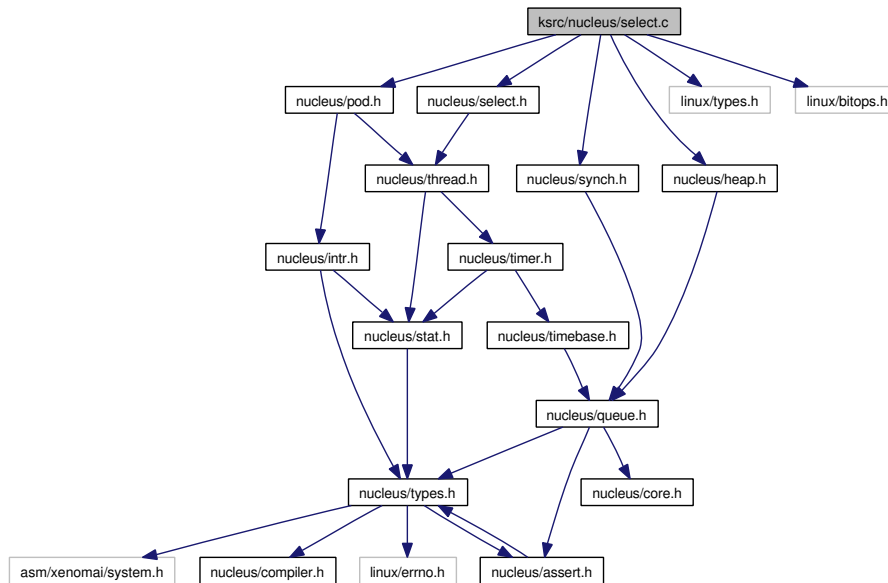 ksrc/nucleus/select.c
nucleus/pod.h
nucleus/select.h
linux/types.h
linux/bitops.h
nucleus/thread.h
nucleus/synch.h
nucleus/heap.h
nucleus/intr.h
nucleus/timer.h
nucleus/stat.h
nucleus/timebase.h
nucleus/queue.h
nucleus/types.h
nucleus/core.h
asm/xenomai/system.h
nucleus/compiler.h
linux/errno.h
nucleus/assert.h